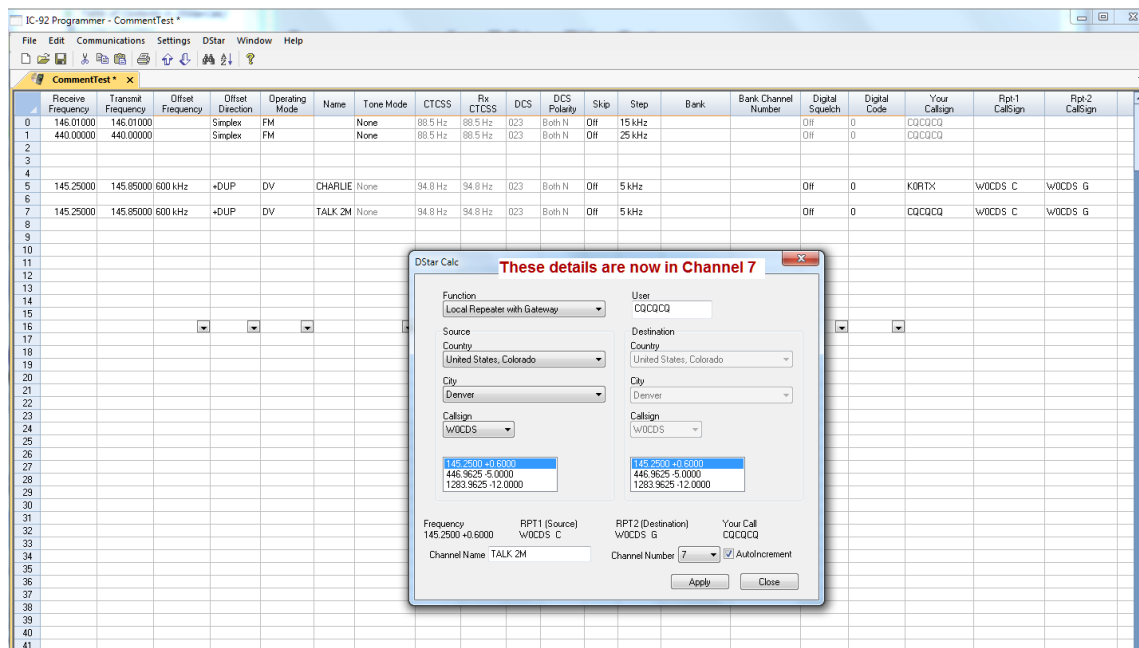 IC-92 Programmer - CommentTest *
File Edit Communications Settings DStar Window Help
CommentTest * X
Receive Frequency Transmit Frequency Offset Frequency Offset Direction Operating Mode Name Tone Mode CTCSS Rx CTCSS DCS DCS Polarity Skip Step Bank Bank Channel Number Digital Squelch Digital Code Your Callsign Rpt-1 CallSign Rpt-2 CallSign
0 146.01000 146.01000 Simplex FM None 88.5 Hz 88.5 Hz 023 Both N Off 15 kHz Off 0 CQCQCQ
1 440.00000 440.00000 Simplex FM None 88.5 Hz 88.5 Hz 023 Both N Off 25 kHz Off 0 CQCQCQ
2
3
4
5 145.25000 145.85000 600 kHz +DUP DV CHARLIE None 94.8 Hz 94.8 Hz 023 Both N Off 5 kHz Off 0 K0RTX W0CDS C W0CDS G
6
7 145.25000 145.85000 600 kHz +DUP DV TALK 2M None 94.8 Hz 94.8 Hz 023 Both N Off 5 kHz Off 0 CQCQCQ W0CDS C W0CDS G
8
9
10
11
12
13
14
15
16
17
18
19
20
21
22
23
24
25
26
27
28
29
30
31
32
33
34
35
36
37
38
39
40
41
DStar Calc
These details are now in Channel 7
Function User
Local Repeater with Gateway CQCQCQ
Source Destination
Country Country
United States, Colorado United States, Colorado
City City
Denver Denver
Callsign Callsign
W0CDS W0CDS
145.2500 +0.6000 145.2500 +0.6000
446.9625 -5.0000 446.9625 -5.0000
1283.9625 -12.0000 1283.9625 -12.0000
Frequency RPT1 (Source) RPT2 (Destination) Your Call
145.2500 +0.6000 W0CDS C W0CDS G CQCQCQ
Channel Name TALK 2M Channel Number 7 AutoIncrement
Apply Close